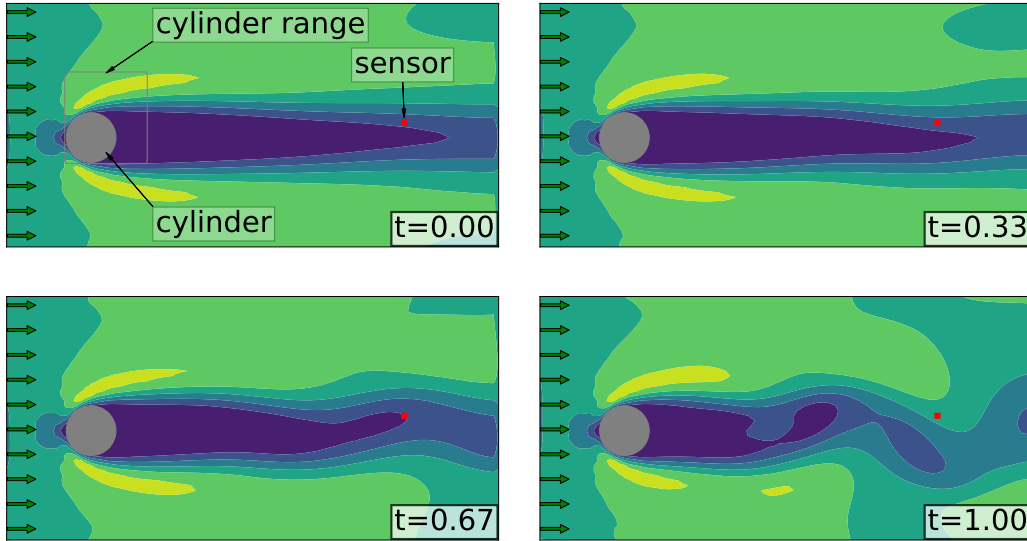 cylinder range
sensor
cylinder
t=0.00
t=0.33
t=0.67
t=1.00